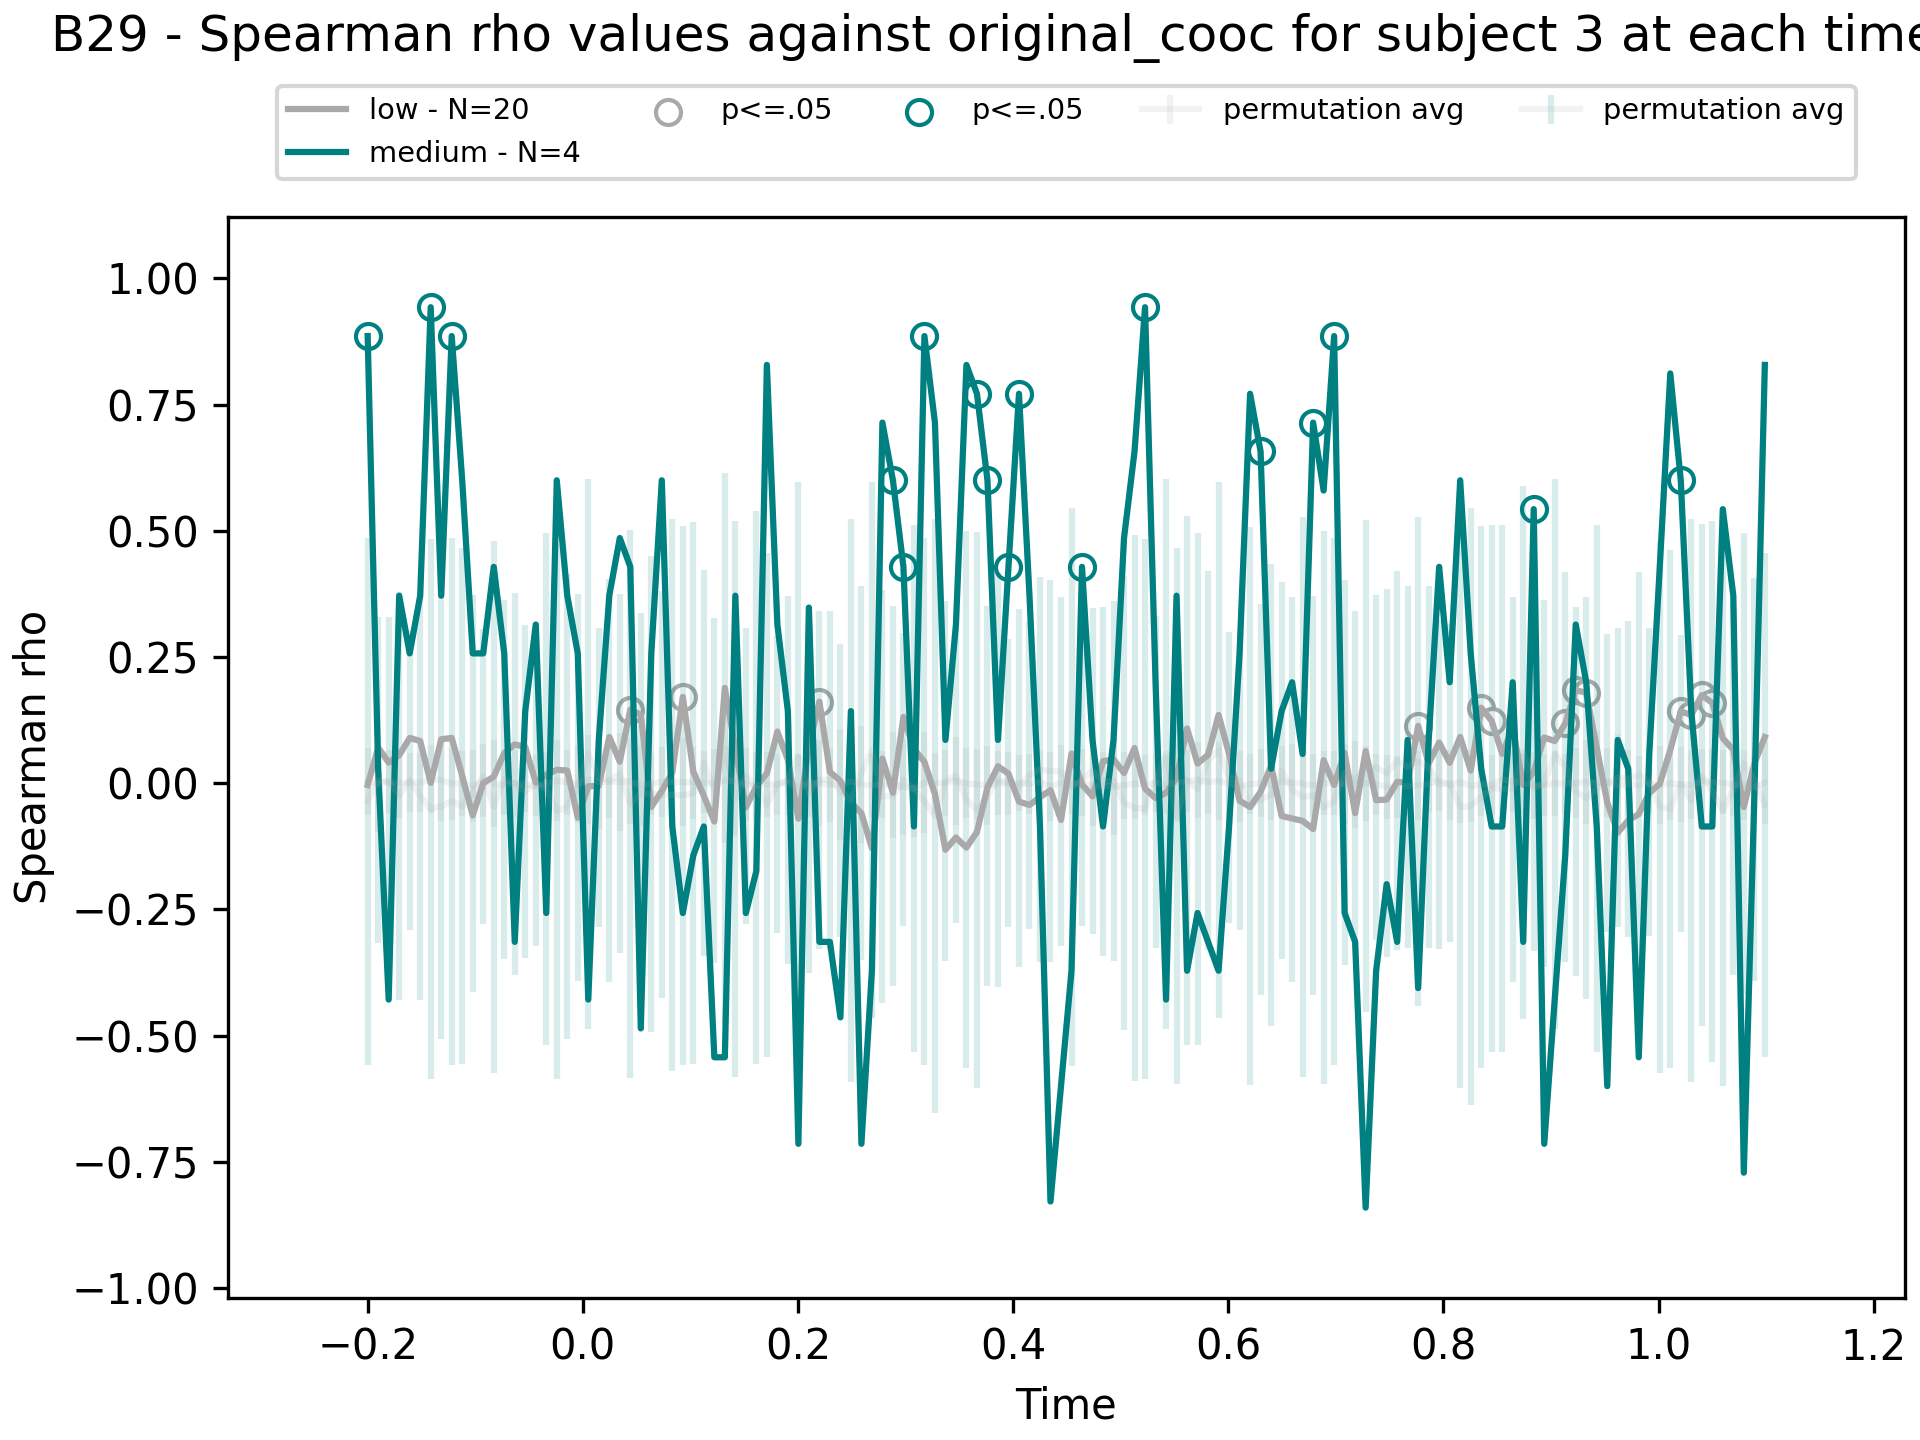 B29 - Spearman rho values against original_cooc for subject 3 at each time
low - N=20
medium - N=4
p<=.05
p<=.05
permutation avg
permutation avg
Spearman rho
1.00
0.75
0.50
0.25
0.00
−0.25
−0.50
−0.75
−1.00
−0.2
0.0
0.2
0.4
0.6
0.8
1.0
1.2
Time